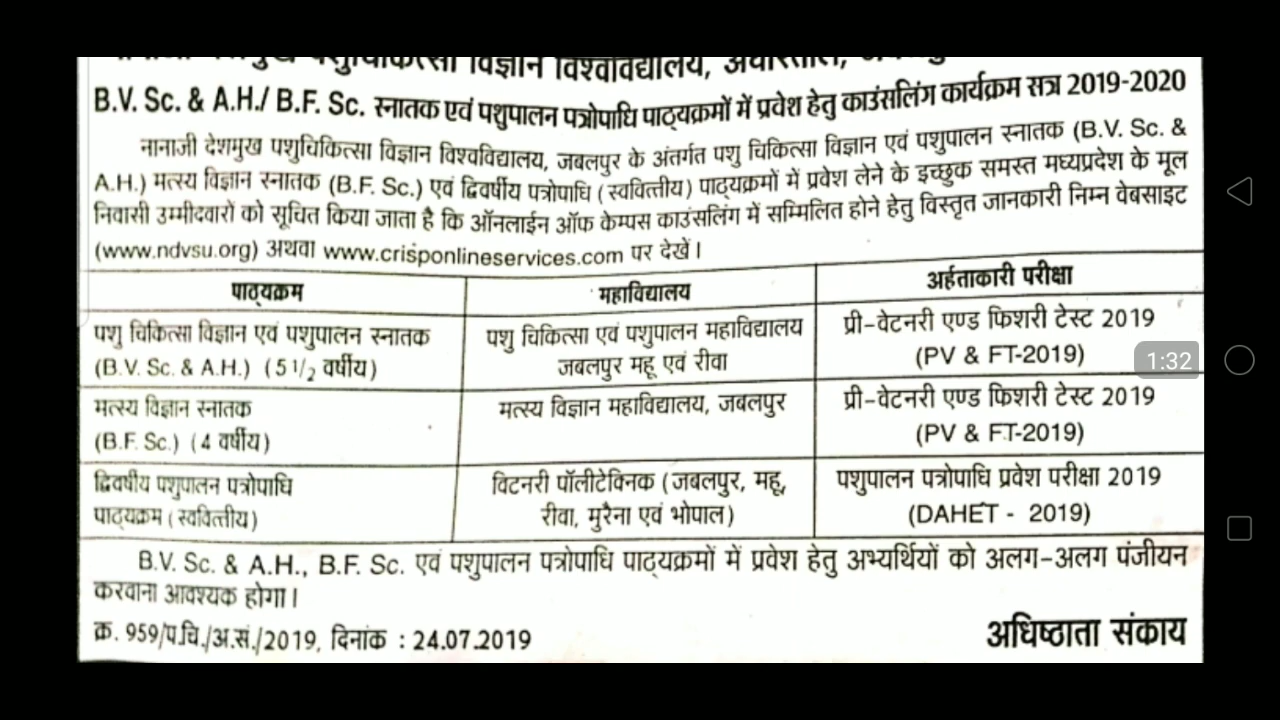 पशुचिकित्सा विज्ञान विश्वविद्यालय,
B.V. Sc. & A.H./ B.F. Sc. स्नातक एवं पशुपालन पत्रोपाधि पाठ्यक्रमों में प्रवेश हेतु काउंसलिंग कार्यक्रम सत्र 2019-2020
नानाजी देशमुख पशुचिकित्सा विज्ञान विश्वविद्यालय, जबलपुर के अंतर्गत पशु चिकित्सा विज्ञान एवं पशुपालन स्नातक (B.V. Sc. &
A.H.) मत्स्य विज्ञान स्नातक (B.F. Sc.) एवं द्विवर्षीय पत्रोपाधि (स्ववित्तीय) पाठ्यक्रमों में प्रवेश लेने के इच्छुक समस्त मध्यप्रदेश के मूल
निवासी उम्मीदवारों को सूचित किया जाता है कि ऑनलाईन ऑफ केम्पस काउंसलिंग में सम्मिलित होने हेतु विस्तृत जानकारी निम्न वेबसाइट
(www.ndvsu.org) अथवा www.crisponlineservices.com पर देखें।
पाठ्यक्रम महाविद्यालय अर्हताकारी परीक्षा
पशु चिकित्सा विज्ञान एवं पशुपालन स्नातक पशु चिकित्सा एवं पशुपालन महाविद्यालय प्री-वेटनरी एण्ड फिशरी टेस्ट 2019
(B.V. Sc. & A.H.) (5 1/2 वर्षीय) जबलपुर महू एवं रीवा (PV & FT-2019)
1:32
मत्स्य विज्ञान स्नातक मत्स्य विज्ञान महाविद्यालय, जबलपुर प्री-वेटनरी एण्ड फिशरी टेस्ट 2019
(B.F. Sc.) (4 वर्षीय) (PV & FT-2019)
द्विवर्षीय पशुपालन पत्रोपाधि विटनरी पॉलीटेक्निक (जबलपुर, महू, पशुपालन पत्रोपाधि प्रवेश परीक्षा 2019
पाठ्यक्रम (स्ववित्तीय) रीवा, मुरैना एवं भोपाल) (DAHET - 2019)
B.V. Sc. & A.H., B.F. Sc. एवं पशुपालन पत्रोपाधि पाठ्यक्रमों में प्रवेश हेतु अभ्यर्थियों को अलग-अलग पंजीयन
करवाना आवश्यक होगा।
क्र. 959/प.चि./अ.सं./2019, दिनांक : 24.07.2019 अधिष्ठाता संकाय